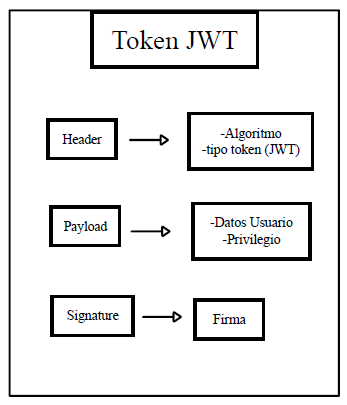 Token JWT
Header
-Algoritmo
-tipo token (JWT)
Payload
-Datos Usuario
-Privilegio
Signature
Firma